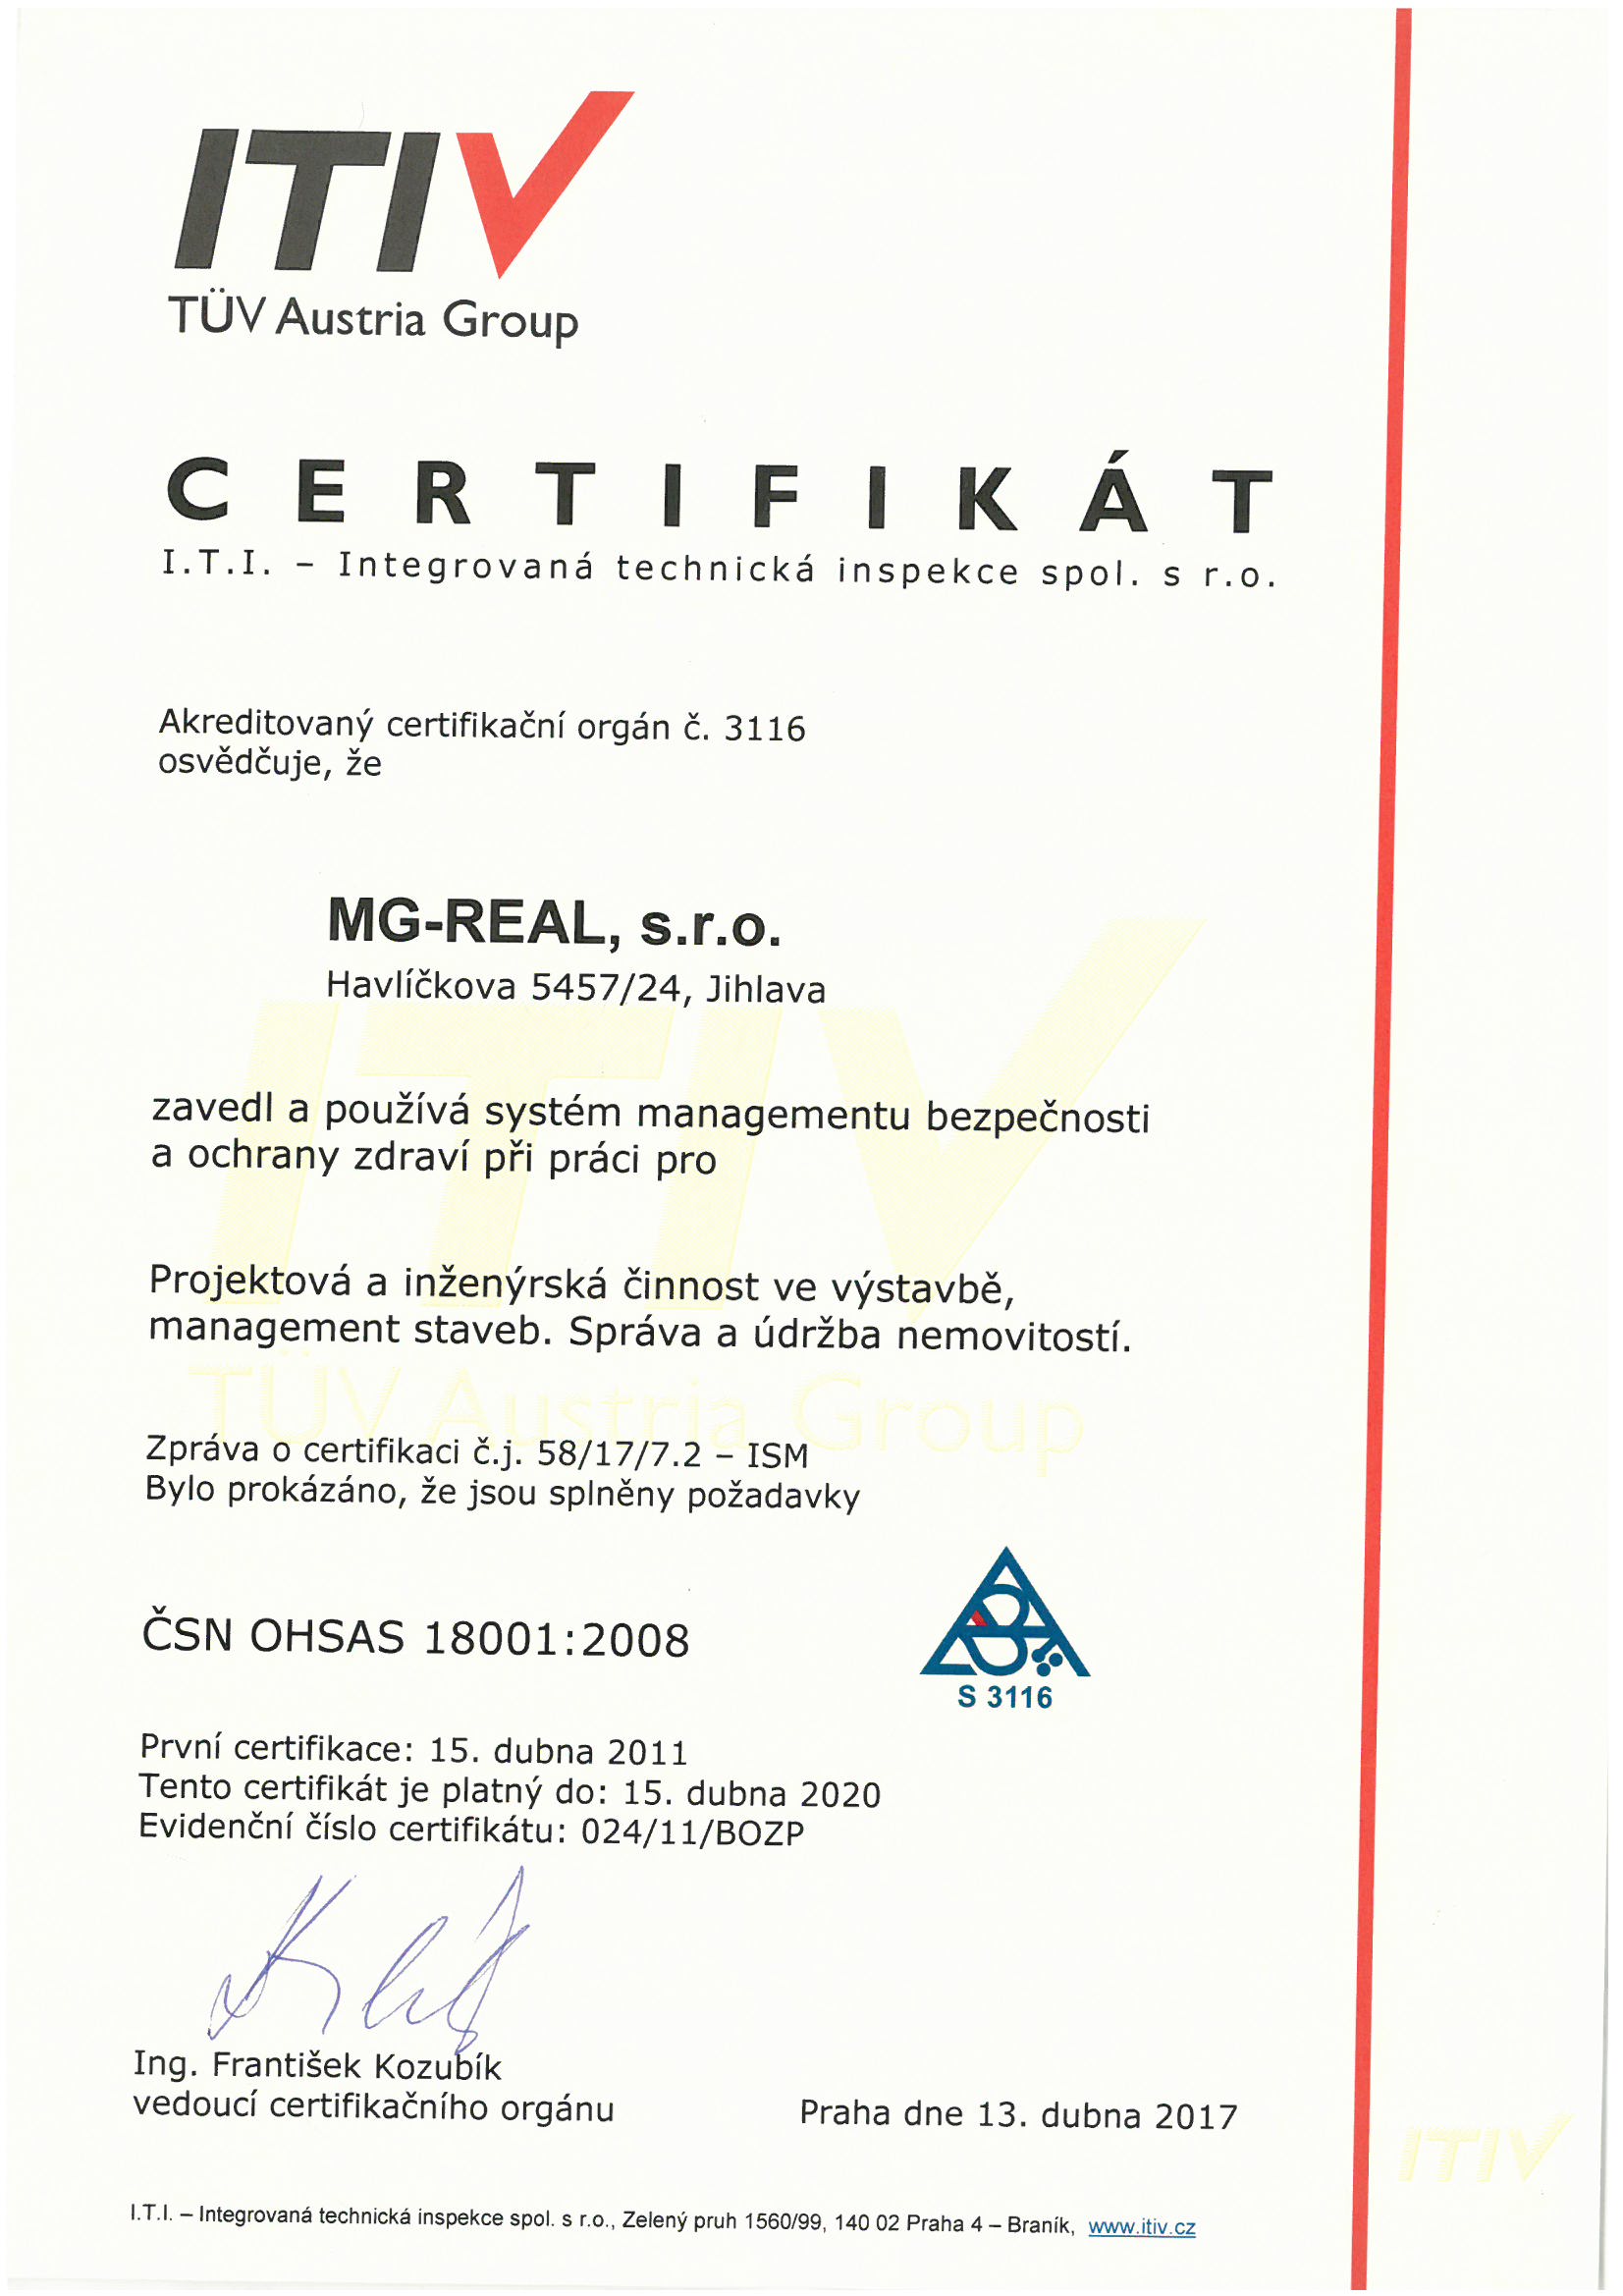 ITIV
TÜV Austria Group
CERTIFIKÁT
I.T.I. – Integrovaná technická inspekce spol. s r.o.
Akreditovaný certifikační orgán č. 3116
osvědčuje, že
MG-REAL, s.r.o.
Havlíčkova 5457/24, Jihlava
zavedl a používá systém managementu bezpečnosti
a ochrany zdraví při práci pro
Projektová a inženýrská činnost ve výstavbě,
management staveb. Správa a údržba nemovitostí.
TÜV Austria Group
Zpráva o certifikaci č.j. 58/17/7.2 – ISM
Bylo prokázáno, že jsou splněny požadavky
ČSN OHSAS 18001:2008
S 3116
První certifikace: 15. dubna 2011
Tento certifikát je platný do: 15. dubna 2020
Evidenční číslo certifikátu: 024/11/BOZP
Ing. František Kozubík
vedoucí certifikačního orgánu
Praha dne 13. dubna 2017
ITIV
I.T.I. – Integrovaná technická inspekce spol. s r.o., Zelený pruh 1560/99, 140 02 Praha 4 – Braník, www.itiv.cz